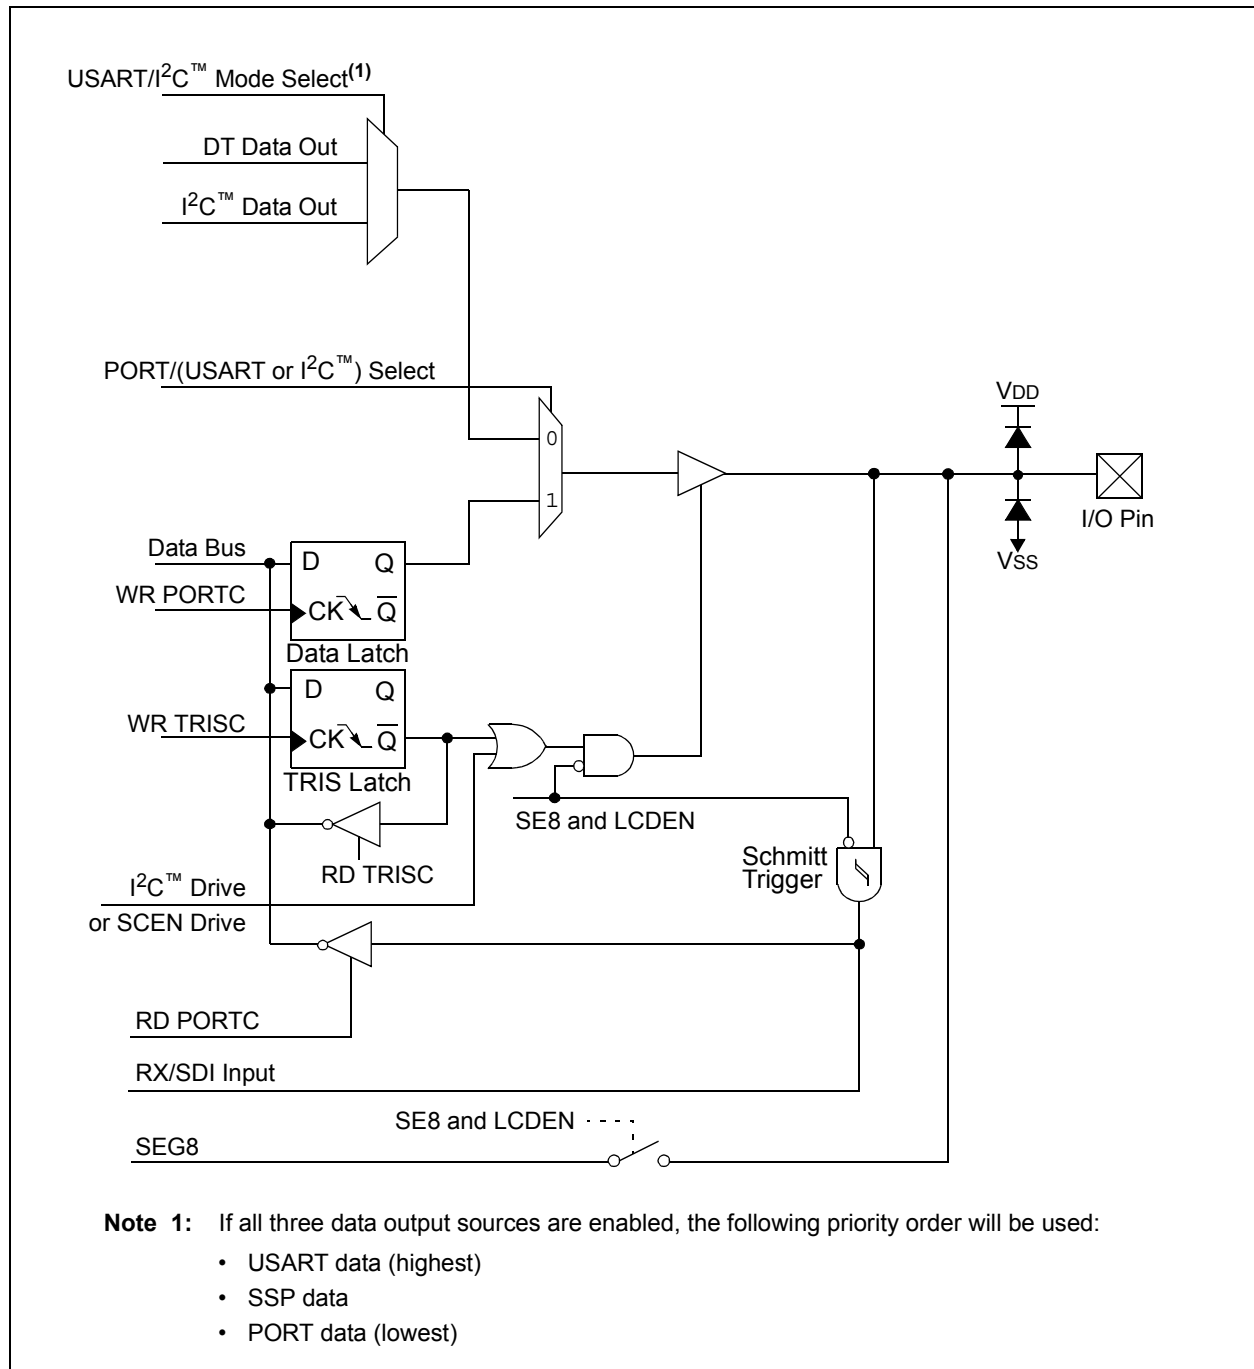 USART/I²C™ Mode Select(1)
DT Data Out
I²C™ Data Out
PORT/(USART or I²C™) Select
0
1
VDD
I/O Pin
VSS
Data Bus
D Q
WR PORTC
CK Q̅
Data Latch
D Q
WR TRISC
CK Q̅
TRIS Latch
SE8 and LCDEN
RD TRISC
Schmitt
Trigger
I²C™ Drive
or SCEN Drive
RD PORTC
RX/SDI Input
SE8 and LCDEN
SEG8
Note 1: If all three data output sources are enabled, the following priority order will be used:
• USART data (highest)
• SSP data
• PORT data (lowest)